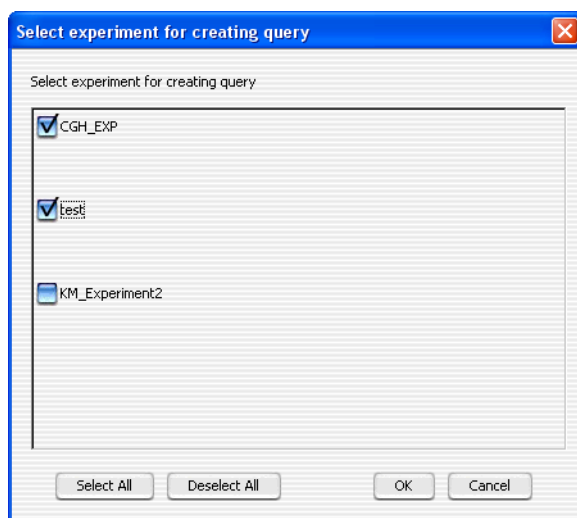 Select experiment for creating query
Select experiment for creating query
CGH_EXP
test
KM_Experiment2
Select All Deselect All OK Cancel